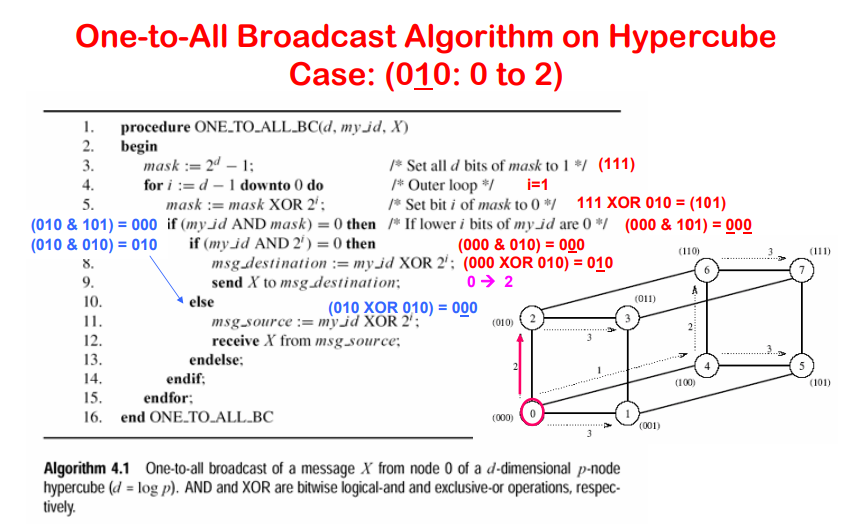 One-to-All Broadcast Algorithm on Hypercube
Case: (010: 0 to 2)
1. procedure ONE_TO_ALL_BC(d, my_id, X)
2. begin
3. mask := 2^d − 1; /* Set all d bits of mask to 1 */ (111)
4. for i := d − 1 downto 0 do /* Outer loop */ i=1
5. mask := mask XOR 2^i; /* Set bit i of mask to 0 */ 111 XOR 010 = (101)
(010 & 101) = 000 if (my_id AND mask) = 0 then /* If lower i bits of my_id are 0 */ (000 & 101) = 000
(010 & 010) = 010 if (my_id AND 2^i) = 0 then (000 & 010) = 000
8. msg_destination := my_id XOR 2^i; (000 XOR 010) = 010
9. send X to msg_destination; 0 → 2
10. else (010 XOR 010) = 000
11. msg_source := my_id XOR 2^i;
12. receive X from msg_source;
13. endelse;
14. endif;
15. endfor;
16. end ONE_TO_ALL_BC
(110) 3 (111)
6 7
(011)
(010) 2 3 2
3 3
2 1 4 5
(100) (101)
(000) 0 1
3 (001)
Algorithm 4.1 One-to-all broadcast of a message X from node 0 of a d-dimensional p-node
hypercube (d = log p). AND and XOR are bitwise logical-and and exclusive-or operations, respec-
tively.